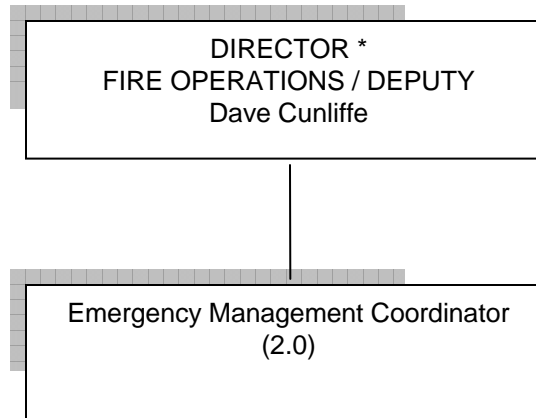 DIRECTOR *
FIRE OPERATIONS / DEPUTY
Dave Cunliffe
Emergency Management Coordinator
(2.0)